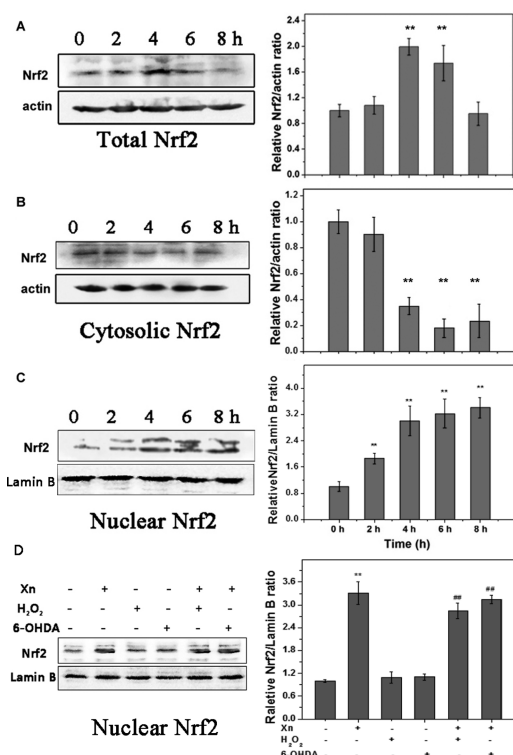 A
0 2 4 6 8 h
Nrf2
actin
Total Nrf2
Relative Nrf2/actin ratio
2.4
2.0
1.6
1.2
0.8
0.4
0.0
** **
B
0 2 4 6 8 h
Nrf2
actin
Cytosolic Nrf2
Relative Nrf2/actin ratio
1.2
1.0
0.8
0.6
0.4
0.2
0.0
** ** **
C
0 2 4 6 8 h
Nrf2
Lamin B
Nuclear Nrf2
RelativeNrf2/Lamin B ratio
4.0
3.2
2.4
1.6
0.8
0.0
** ** ** **
0 h 2 h 4 h 6 h 8 h
Time (h)
D
Xn - + - - + +
H2O2 - - + - + -
6-OHDA - - - + - +
Nrf2
Lamin B
Nuclear Nrf2
Raletive Nrf2/Lamin B ratio
3.6
3.0
2.4
1.8
1.2
0.6
0.0
** ## ##
Xn - + - - + +
H2O2 - - + - + -
6-OHDA - - - + - +